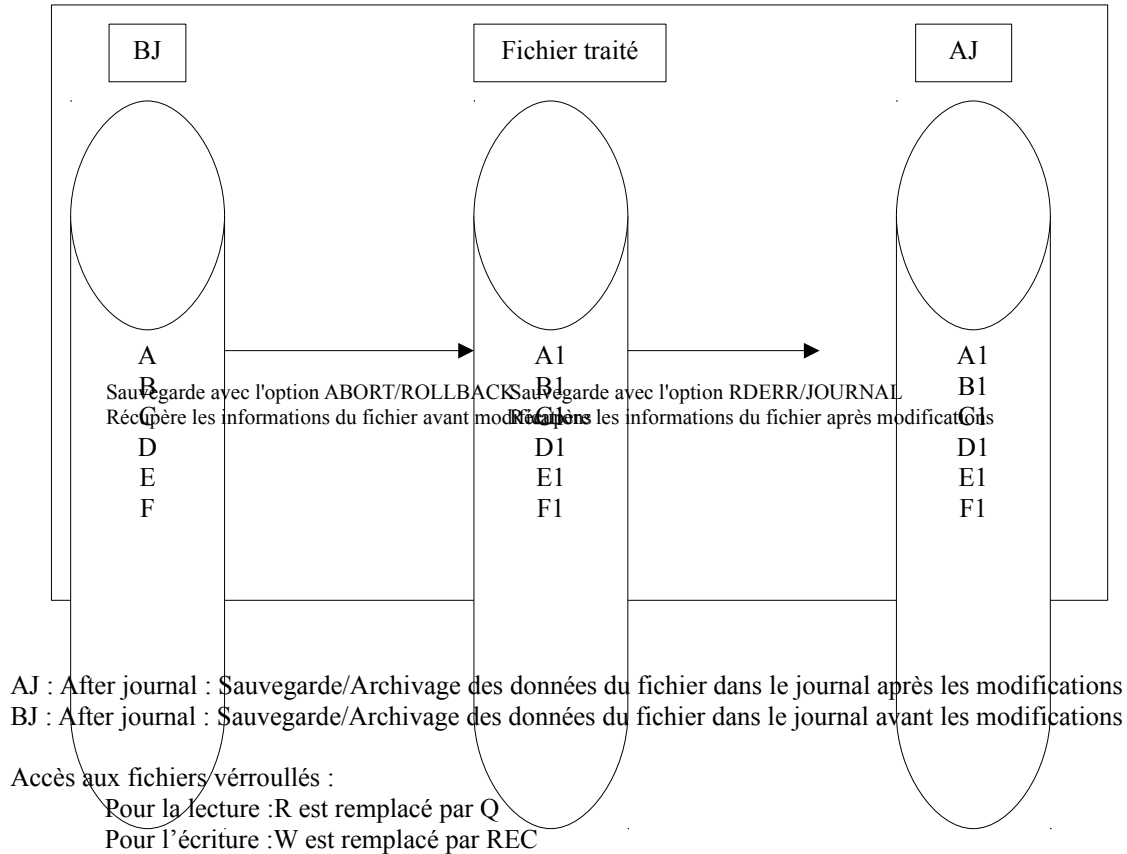 BJ
Fichier traité
AJ
A
B
C
D
E
F
Sauvegarde avec l'option ABORT/ROLLBACK
Récupère les informations du fichier avant modifications
A1
B1
C1
D1
E1
F1
Sauvegarde avec l'option RDERR/JOURNAL
Récupère les informations du fichier après modifications
A1
B1
C1
D1
E1
F1
AJ : After journal : Sauvegarde/Archivage des données du fichier dans le journal après les modifications
BJ : After journal : Sauvegarde/Archivage des données du fichier dans le journal avant les modifications
Accès aux fichiers vérroullés :
Pour la lecture :R est remplacé par Q
Pour l’écriture :W est remplacé par REC